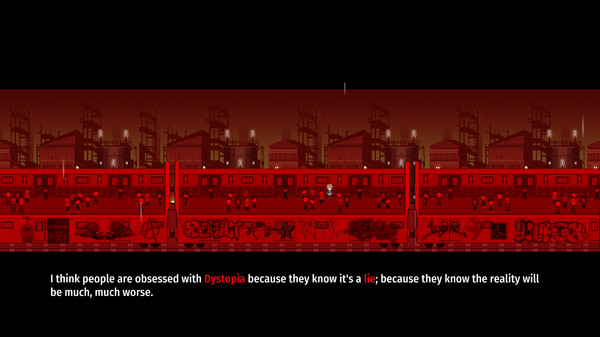 I think people are obsessed with Dystopia because they know it's a lie; because they know the reality will
be much, much worse.